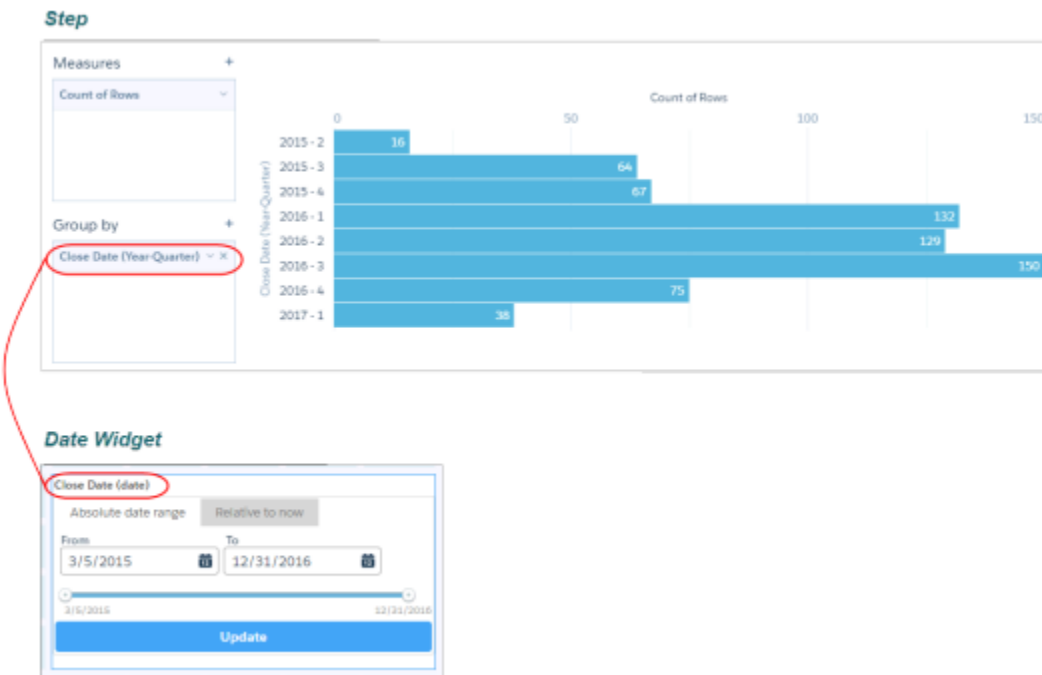 Step
Measures +
Count of Rows
Group by +
Close Date (Year-Quarter) ×
Count of Rows
0 50 100 150
Close Date (Year-Quarter)
2015 - 2 16
2015 - 3 64
2015 - 4 67
2016 - 1 132
2016 - 2 129
2016 - 3 150
2016 - 4 75
2017 - 1 38
Date Widget
Close Date (date)
Absolute date range Relative to now
From To
3/5/2015 12/31/2016
3/5/2015 12/31/2016
Update